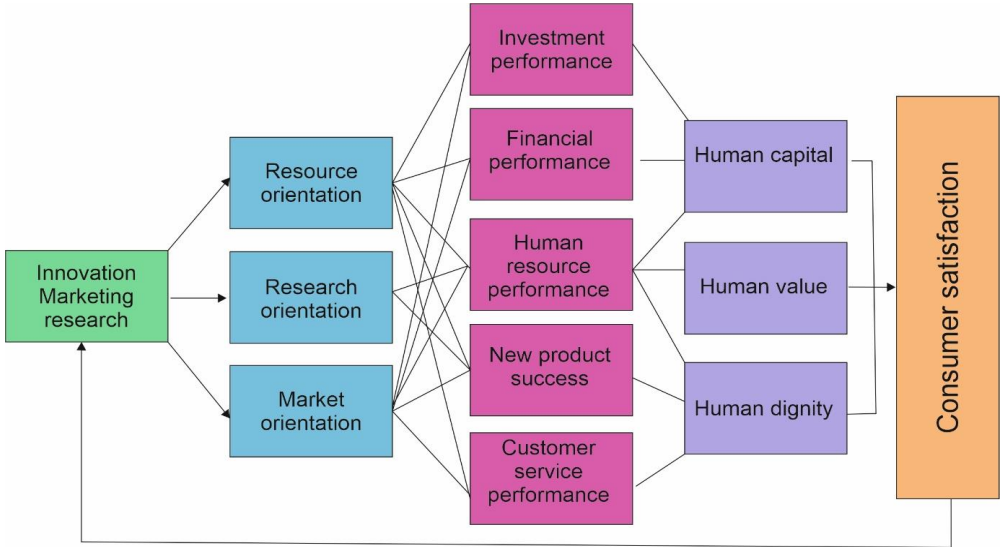 Innovation
Marketing
research
Resource
orientation
Research
orientation
Market
orientation
Investment
performance
Financial
performance
Human
resource
performance
New product
success
Customer
service
performance
Human capital
Human value
Human dignity
Consumer satisfaction